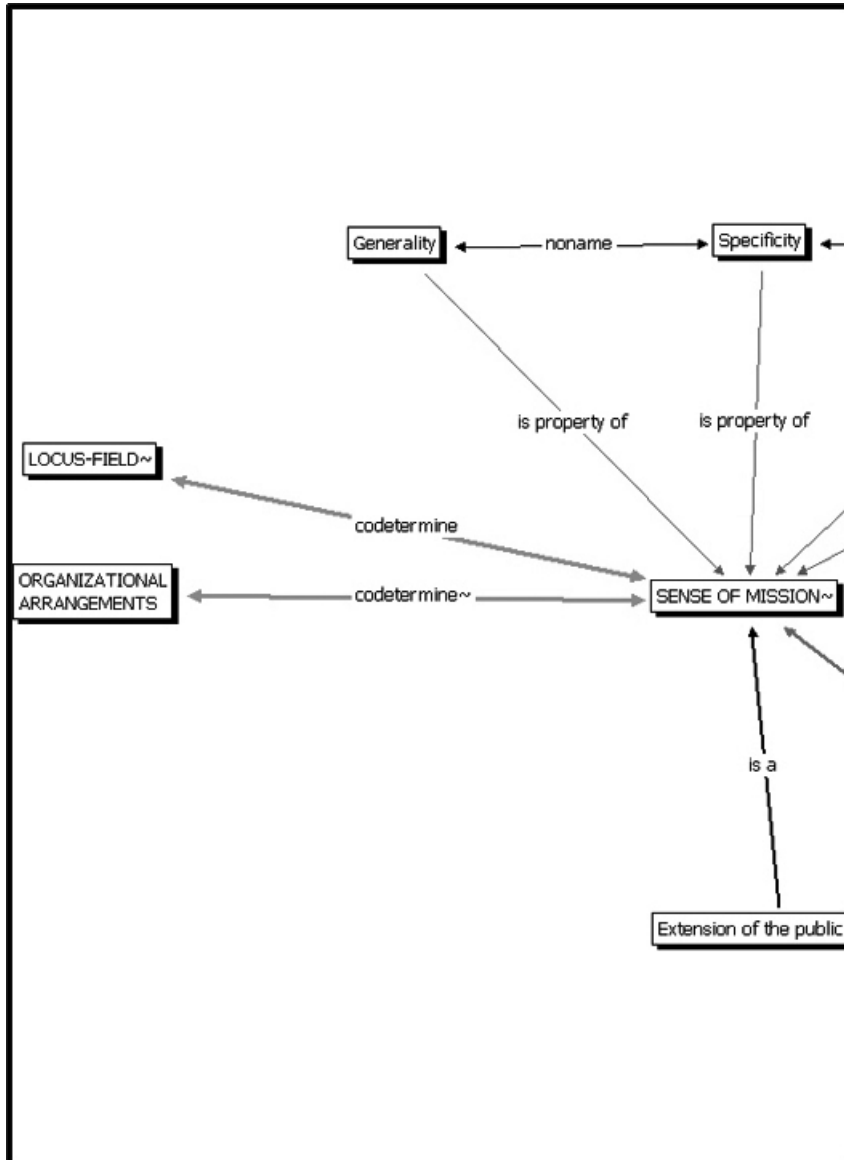 Generality
noname
Specificity
is property of
is property of
LOCUS-FIELD~
codetermine
ORGANIZATIONAL
ARRANGEMENTS
codetermine~
SENSE OF MISSION~
is a
Extension of the public